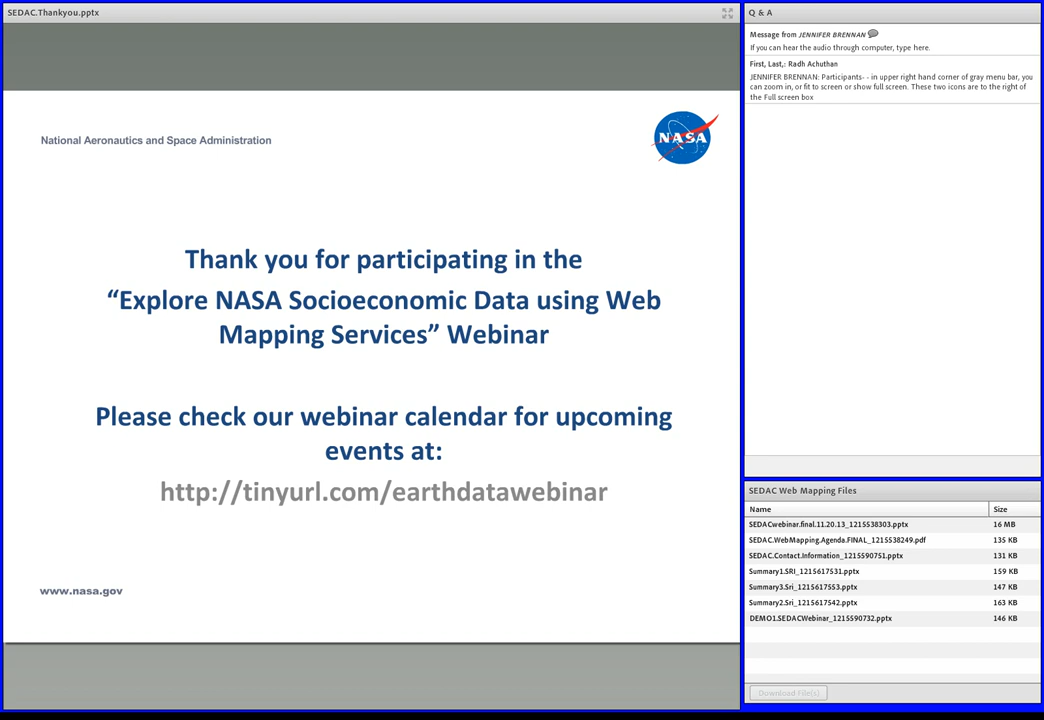 SEDAC.Thankyou.pptx
National Aeronautics and Space Administration
NASA
Thank you for participating in the
“Explore NASA Socioeconomic Data using Web
Mapping Services” Webinar
Please check our webinar calendar for upcoming
events at:
http://tinyurl.com/earthdatawebinar
www.nasa.gov
Q & A
Message from JENNIFER BRENNAN
If you can hear the audio through computer, type here.
First, Last,: Radh Achuthan
JENNIFER BRENNAN: Participants- - in upper right hand corner of gray menu bar, you
can zoom in, or fit to screen or show full screen. These two icons are to the right of
the Full screen box
SEDAC Web Mapping Files
Name Size
SEDACwebinar.final.11.20.13_1215538303.pptx 16 MB
SEDAC.WebMapping.Agenda.FINAL_1215538249.pdf 135 KB
SEDAC.Contact.Information_1215590751.pptx 131 KB
Summary1.SRI_1215617531.pptx 159 KB
Summary3.Sri_1215617553.pptx 147 KB
Summary2.Sri_1215617542.pptx 163 KB
DEMO1.SEDACWebinar_1215590732.pptx 146 KB
Download File(s)